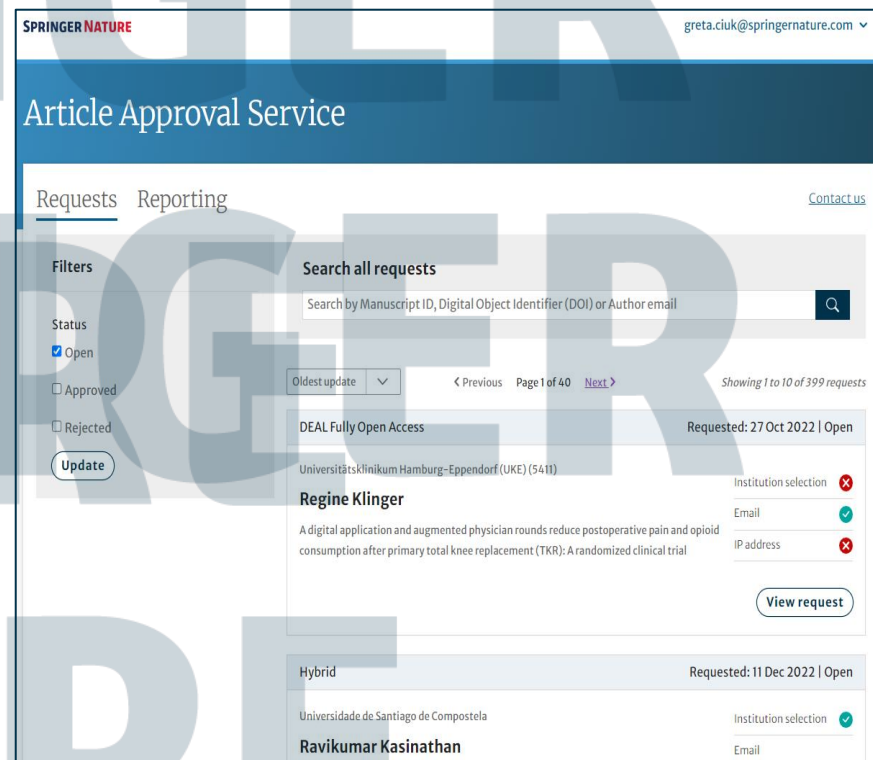 SPRINGER NATURE
greta.ciuk@springernature.com
Article Approval Service
Requests Reporting
Contact us
Filters
Status
Open
Approved
Rejected
Update
Search all requests
Search by Manuscript ID, Digital Object Identifier (DOI) or Author email
Oldest update
Previous Page 1 of 40 Next
Showing 1 to 10 of 399 requests
DEAL Fully Open Access
Requested: 27 Oct 2022 | Open
Universitätsklinikum Hamburg-Eppendorf (UKE) (5411)
Regine Klinger
A digital application and augmented physician rounds reduce postoperative pain and opioid
consumption after primary total knee replacement (TKR): A randomized clinical trial
Institution selection
Email
IP address
View request
Hybrid
Requested: 11 Dec 2022 | Open
Universidade de Santiago de Compostela
Ravikumar Kasinathan
Institution selection
Email